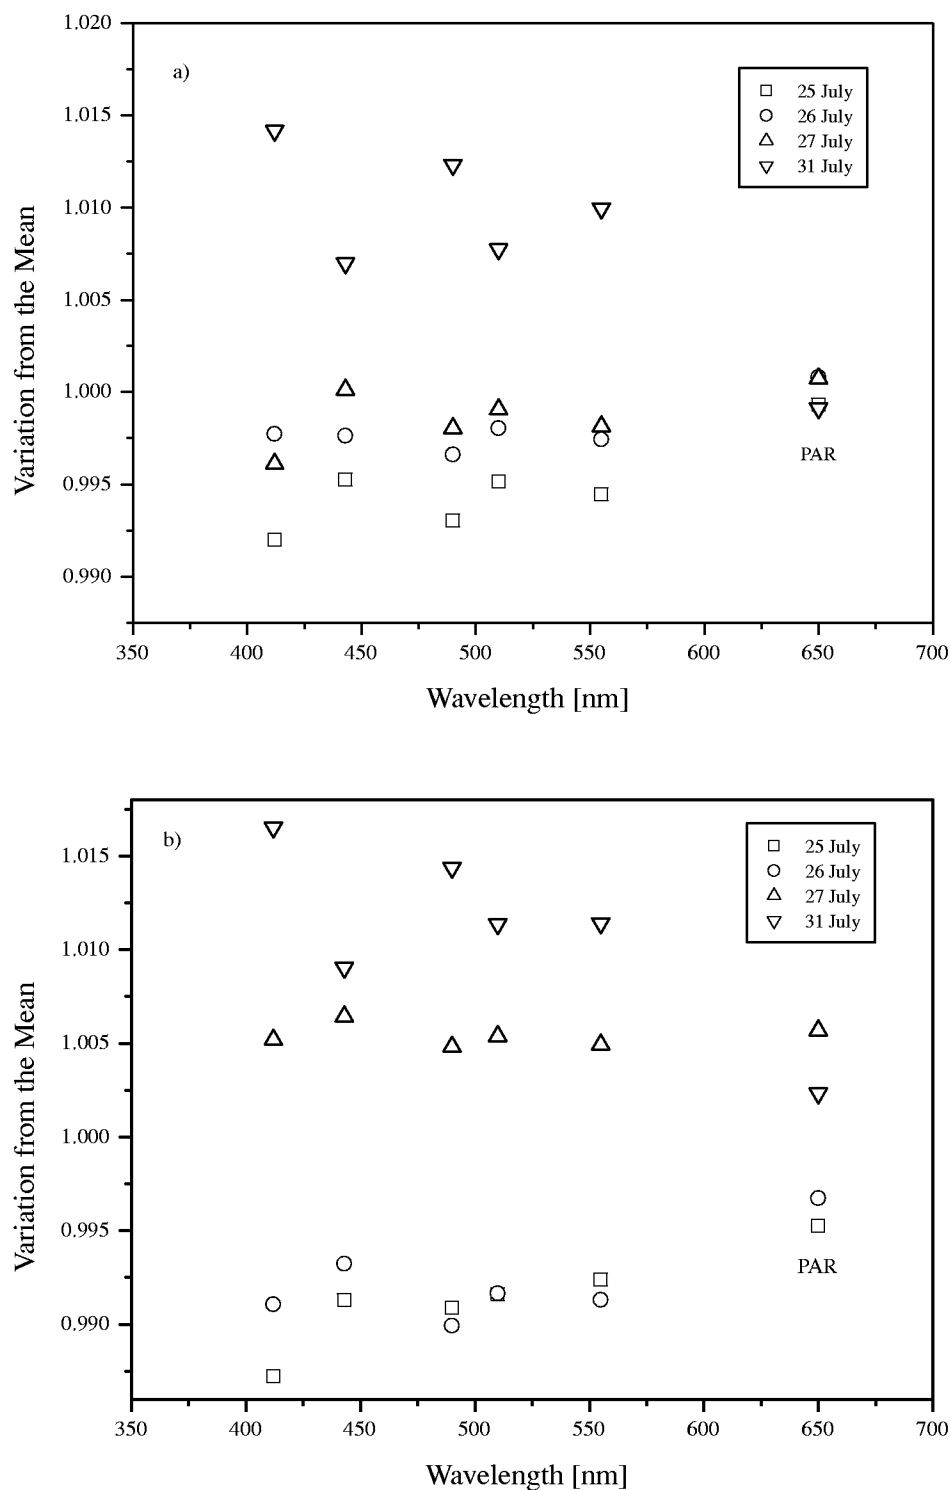 1.020
a)
25 July
26 July
27 July
31 July
1.015
1.010
1.005
1.000
0.995
0.990
Variation from the Mean
PAR
350 400 450 500 550 600 650 700
Wavelength [nm]
b)
25 July
26 July
27 July
31 July
1.015
1.010
1.005
1.000
0.995
0.990
Variation from the Mean
PAR
350 400 450 500 550 600 650 700
Wavelength [nm]